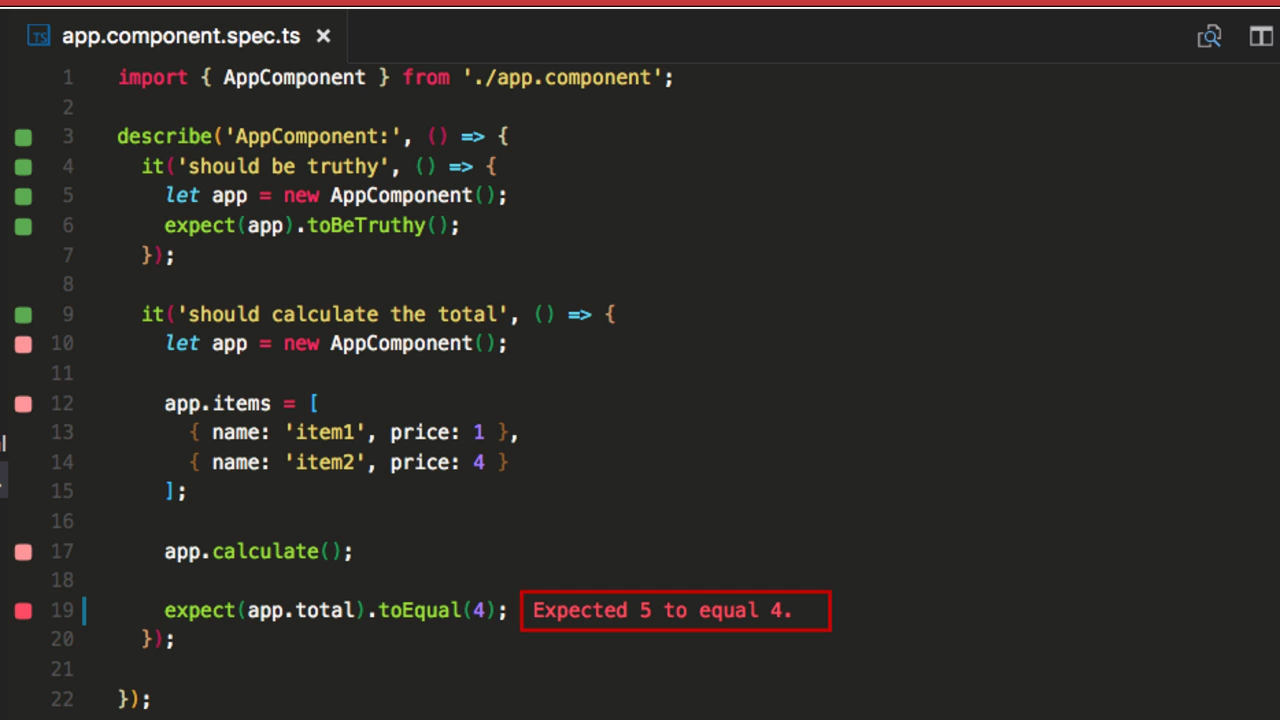 TS app.component.spec.ts ×
1 import { AppComponent } from './app.component';
2
3 describe('AppComponent:', () => {
4 it('should be truthy', () => {
5 let app = new AppComponent();
6 expect(app).toBeTruthy();
7 });
8
9 it('should calculate the total', () => {
10 let app = new AppComponent();
11
12 app.items = [
13 { name: 'item1', price: 1 },
14 { name: 'item2', price: 4 }
15 ];
16
17 app.calculate();
18
19 expect(app.total).toEqual(4); Expected 5 to equal 4.
20 });
21
22 });